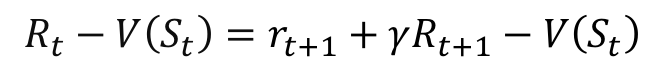 R_t − V(S_t) = r_{t+1} + γR_{t+1} − V(S_t)